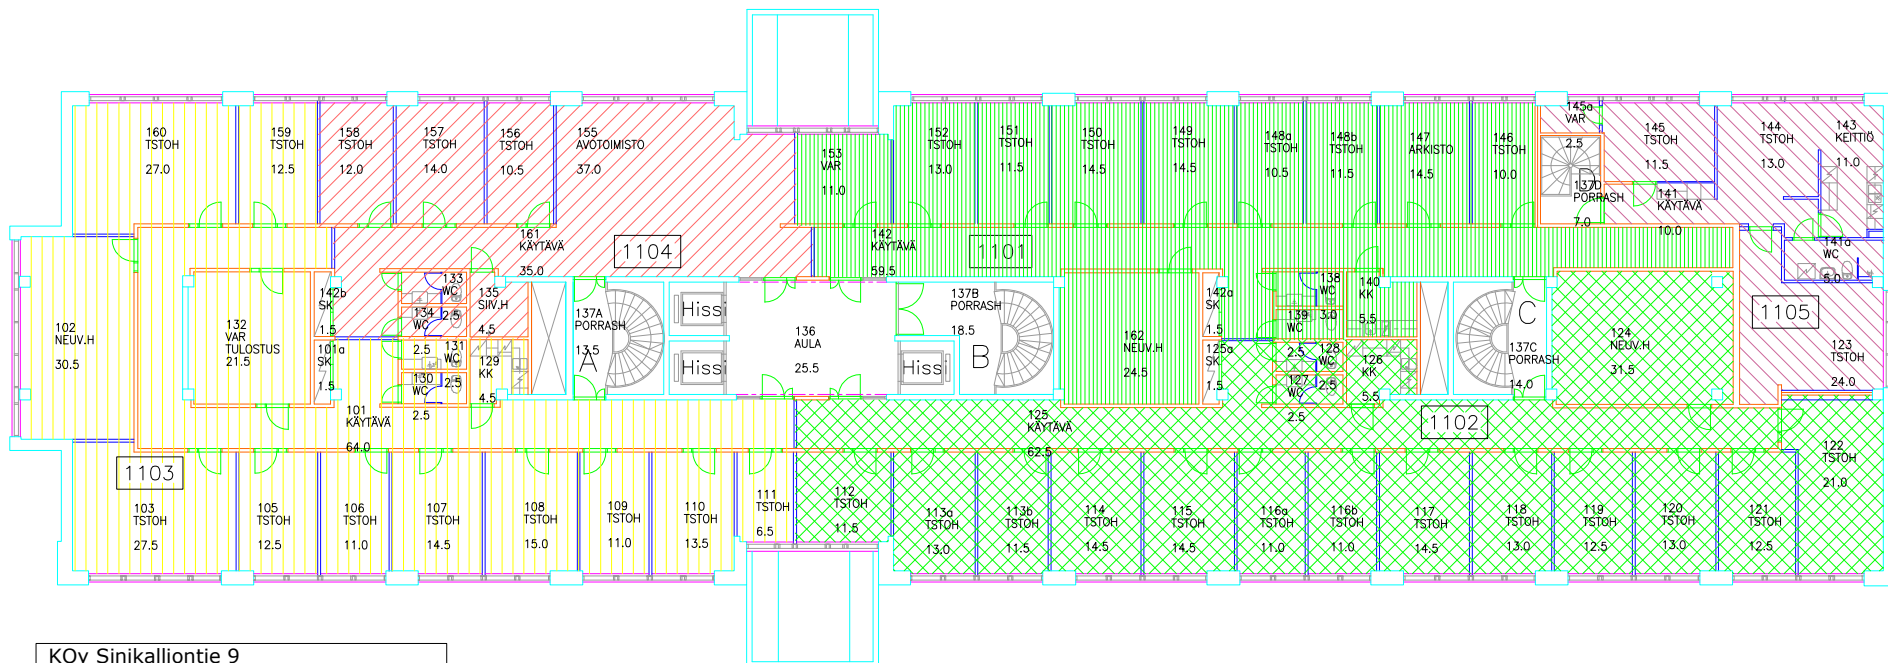 160
TSTOH
27.0
159
TSTOH
12.5
158
TSTOH
12.0
157
TSTOH
14.0
156
TSTOH
10.5
155
AVOTOIMISTO
37.0
153
VAR
11.0
152
TSTOH
13.0
151
TSTOH
11.5
150
TSTOH
14.5
149
TSTOH
14.5
148a
TSTOH
10.5
148b
TSTOH
11.5
147
ARKISTO
14.5
146
TSTOH
10.0
145a
VAR
2.5
145
TSTOH
11.5
144
TSTOH
13.0
143
KEITTIÖ
11.0
D
137D
PORRASH
7.0
141
KÄYTÄVÄ
10.0
161
KÄYTÄVÄ
35.0
1104
142
KÄYTÄVÄ
59.5
1101
141a
WC
5.0
102
NEUV.H
30.5
132
VAR
TULOSTUS
21.5
142b
SK
1.5
101a
SK
1.5
133
WC
2.5
134
WC
2.5
131
WC
2.5
130
WC
2.5
135
SIIV.H
4.5
129
KK
4.5
137A
PORRASH
13.5
A
Hissi
Hissi
136
AULA
25.5
137B
PORRASH
18.5
Hissi
B
162
NEUV.H
24.5
142a
SK
1.5
125a
SK
1.5
138
WC
3.0
139
WC
2.5
128
WC
2.5
127
WC
2.5
140
KK
5.5
126
KK
5.5
C
137C
PORRASH
14.0
124
NEUV.H
31.5
1105
123
TSTOH
24.0
101
KÄYTÄVÄ
64.0
125
KÄYTÄVÄ
62.5
1102
1103
103
TSTOH
27.5
105
TSTOH
12.5
106
TSTOH
11.0
107
TSTOH
14.5
108
TSTOH
15.0
109
TSTOH
11.0
110
TSTOH
13.5
111
TSTOH
6.5
112
TSTOH
11.5
113a
TSTOH
13.0
113b
TSTOH
11.5
114
TSTOH
14.5
115
TSTOH
14.5
116a
TSTOH
11.0
116b
TSTOH
11.0
117
TSTOH
14.5
118
TSTOH
13.0
119
TSTOH
12.5
120
TSTOH
13.0
121
TSTOH
12.5
122
TSTOH
21.0
KOy Sinikalliontie 9